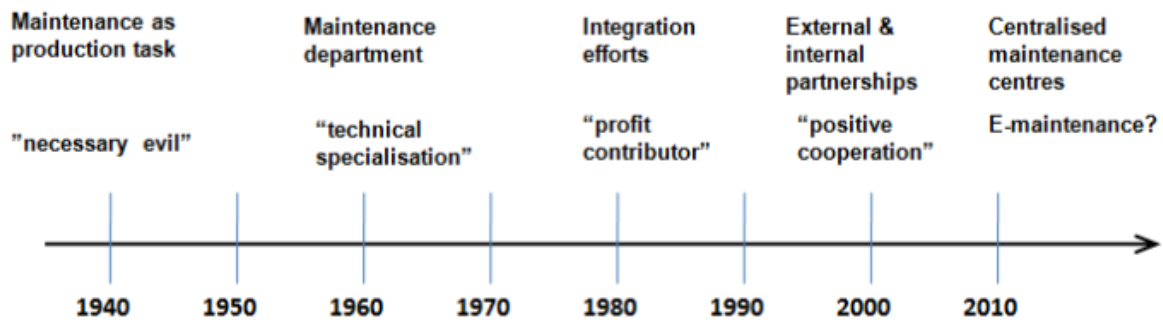 Maintenance as
production task
Maintenance
department
Integration
efforts
External &
internal
partnerships
Centralised
maintenance
centres
”necessary evil”
“technical
specialisation”
“profit
contributor”
“positive
cooperation”
E-maintenance?
1940
1950
1960
1970
1980
1990
2000
2010